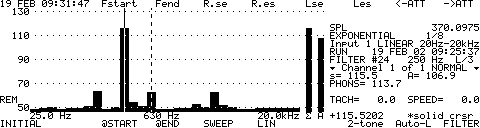 19 FEB 09:31:47 Fstart Fend R.se R.es Lse Les <-ATT ->ATT
130
110
90
70
50
REM
25.0 Hz 630 Hz 20.0kHz Σ A
SPL 370.0975
EXPONENTIAL 1/8
Input 1 LINEAR 20Hz-20kHz
RUN 19 FEB 02 09:25:37
FILTER #24 250 Hz L/3
▾ Channel 1 of 1 NORMAL ▾
s= 115.5 A= 106.9
PHONS= 113.7
TACH= 0.0 SPEED= 0.0
+115.5202 *solid crsr
INITIAL @START @END SWEEP LIN 2-tone Auto-L FILTER